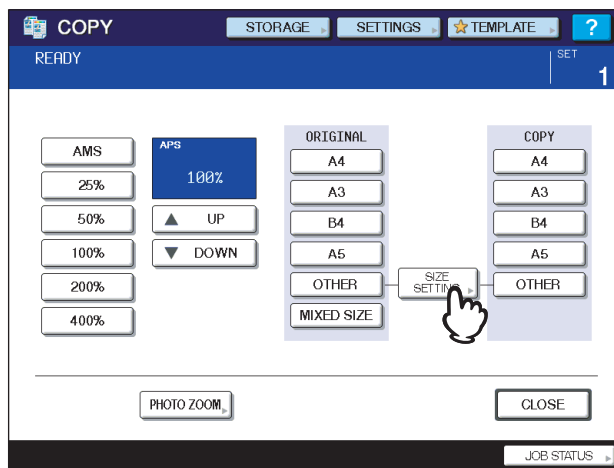 COPY
STORAGE
SETTINGS
TEMPLATE
?
READY
SET
1
AMS
25%
50%
100%
200%
400%
APS
100%
UP
DOWN
ORIGINAL
A4
A3
B4
A5
OTHER
MIXED SIZE
SIZE
SETTING
COPY
A4
A3
B4
A5
OTHER
PHOTO ZOOM
CLOSE
JOB STATUS